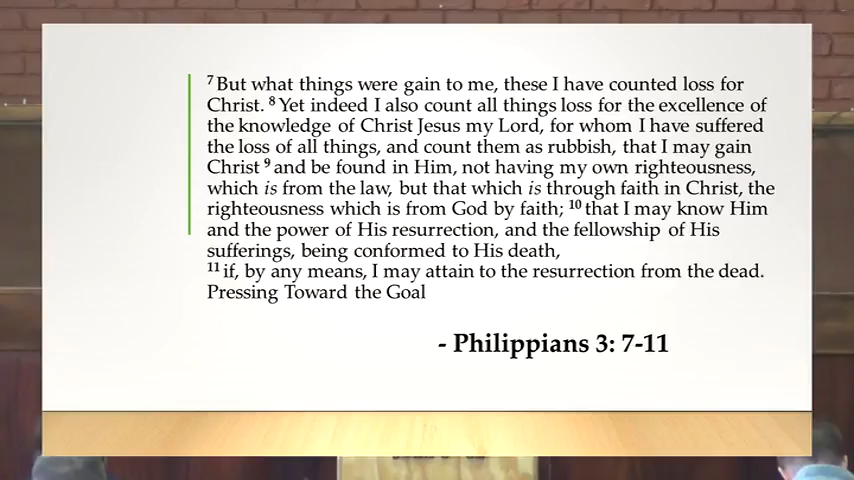 ⁷ But what things were gain to me, these I have counted loss for
Christ. ⁸ Yet indeed I also count all things loss for the excellence of
the knowledge of Christ Jesus my Lord, for whom I have suffered
the loss of all things, and count them as rubbish, that I may gain
Christ ⁹ and be found in Him, not having my own righteousness,
which is from the law, but that which is through faith in Christ, the
righteousness which is from God by faith; ¹⁰ that I may know Him
and the power of His resurrection, and the fellowship of His
sufferings, being conformed to His death,
¹¹ if, by any means, I may attain to the resurrection from the dead.
Pressing Toward the Goal
- Philippians 3: 7-11